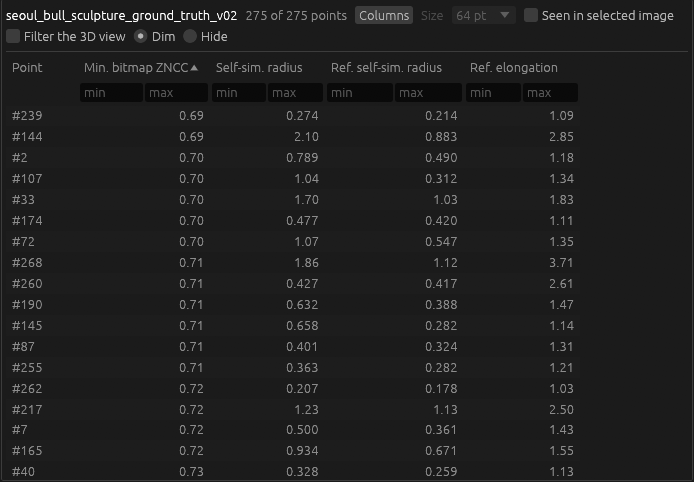 seoul_bull_sculpture_ground_truth_v02 275 of 275 points Columns Size 64 pt Seen in selected image
Filter the 3D view Dim Hide
Point Min. bitmap ZNCC Self-sim. radius Ref. self-sim. radius Ref. elongation
min max min max min max min max
#239 0.69 0.274 0.214 1.09
#144 0.69 2.10 0.883 2.85
#2 0.70 0.789 0.490 1.18
#107 0.70 1.04 0.312 1.34
#33 0.70 1.70 1.03 1.83
#174 0.70 0.477 0.420 1.11
#72 0.70 1.07 0.547 1.35
#268 0.71 1.86 1.12 3.71
#260 0.71 0.427 0.417 2.61
#190 0.71 0.632 0.388 1.47
#145 0.71 0.658 0.282 1.14
#87 0.71 0.401 0.324 1.31
#255 0.71 0.363 0.282 1.21
#262 0.72 0.207 0.178 1.03
#217 0.72 1.23 1.13 2.50
#7 0.72 0.500 0.361 1.43
#165 0.72 0.934 0.671 1.55
#40 0.73 0.328 0.259 1.13